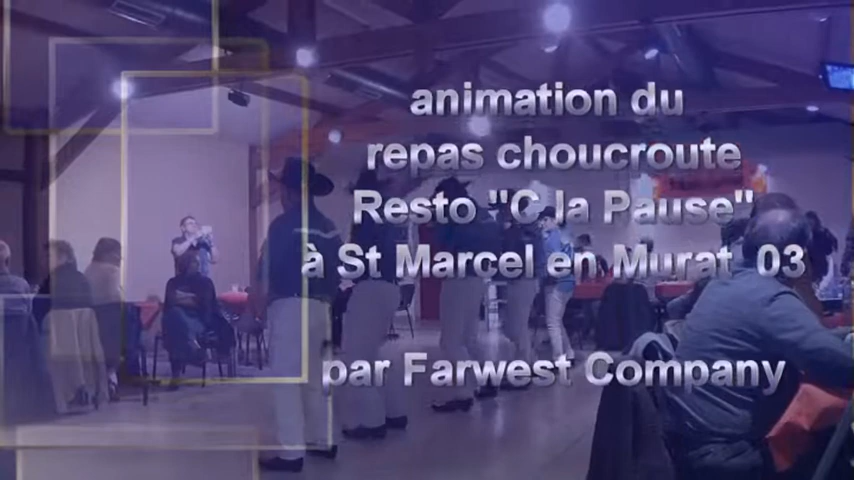 animation du
repas choucroute
Resto "C la Pause"
à St Marcel en Murat 03
par Farwest Company